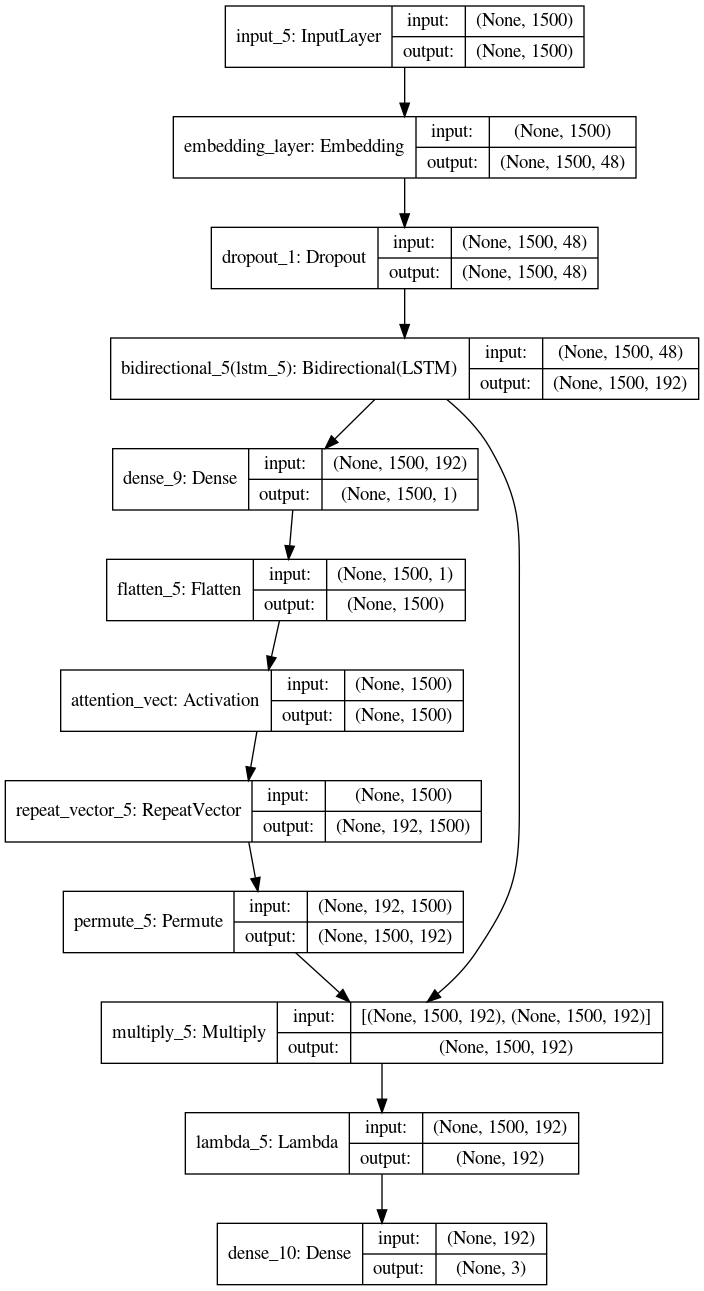 input_5: InputLayer
input: (None, 1500)
output: (None, 1500)
embedding_layer: Embedding
input: (None, 1500)
output: (None, 1500, 48)
dropout_1: Dropout
input: (None, 1500, 48)
output: (None, 1500, 48)
bidirectional_5(lstm_5): Bidirectional(LSTM)
input: (None, 1500, 48)
output: (None, 1500, 192)
dense_9: Dense
input: (None, 1500, 192)
output: (None, 1500, 1)
flatten_5: Flatten
input: (None, 1500, 1)
output: (None, 1500)
attention_vect: Activation
input: (None, 1500)
output: (None, 1500)
repeat_vector_5: RepeatVector
input: (None, 1500)
output: (None, 192, 1500)
permute_5: Permute
input: (None, 192, 1500)
output: (None, 1500, 192)
multiply_5: Multiply
input: [(None, 1500, 192), (None, 1500, 192)]
output: (None, 1500, 192)
lambda_5: Lambda
input: (None, 1500, 192)
output: (None, 192)
dense_10: Dense
input: (None, 192)
output: (None, 3)